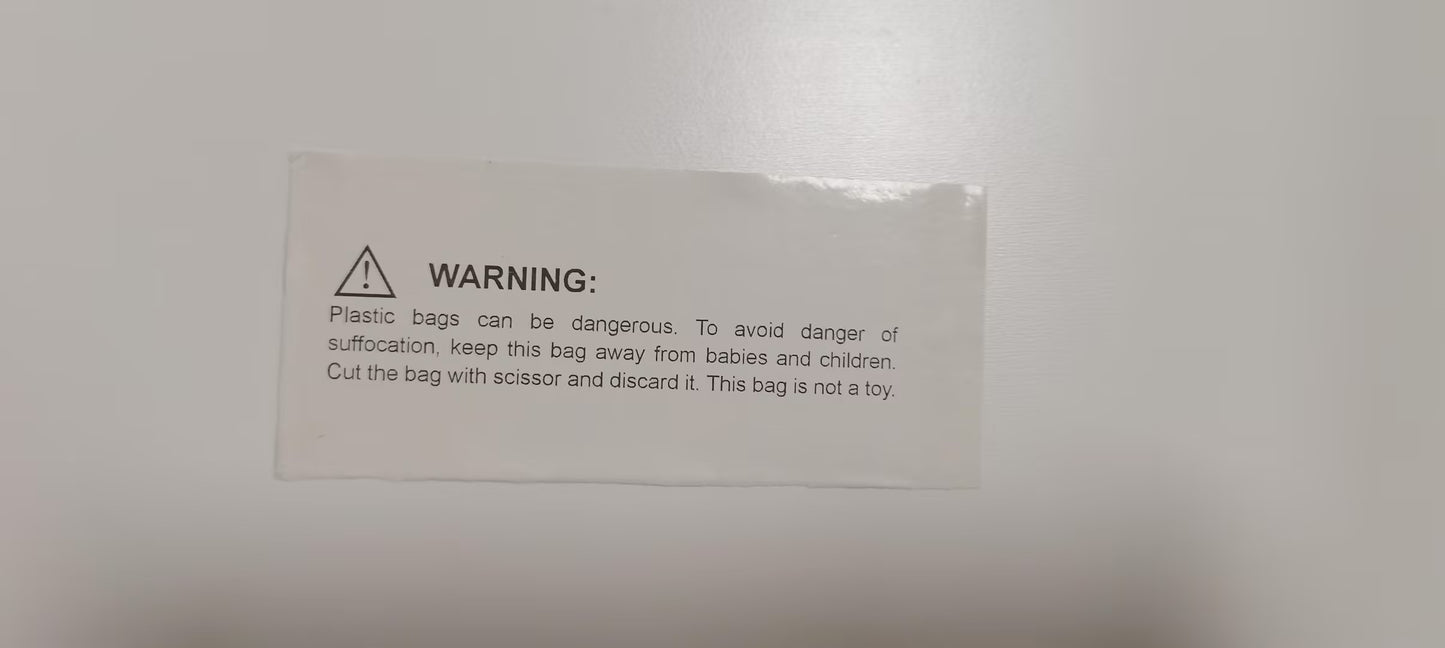 WARNING:
Plastic bags can be dangerous. To avoid danger of
suffocation, keep this bag away from babies and children.
Cut the bag with scissor and discard it. This bag is not a toy.